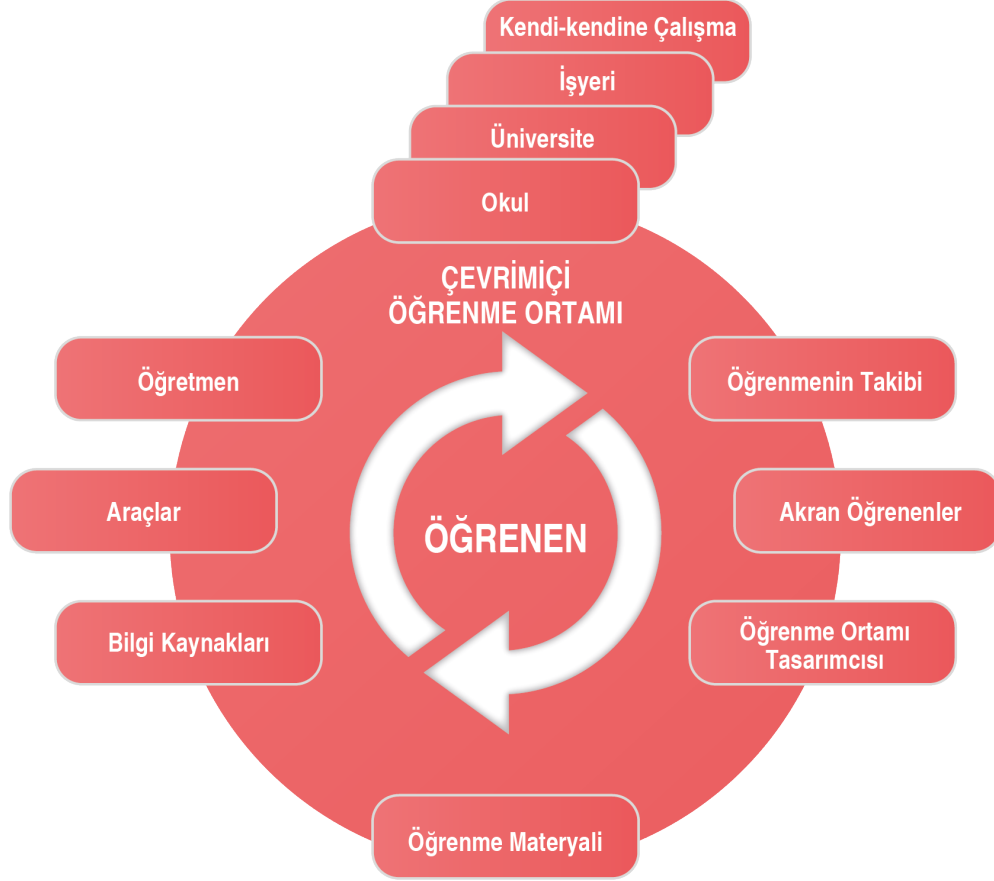 Kendi-kendine Çalışma
İşyeri
Üniversite
Okul
ÇEVRİMİÇİ
ÖĞRENME ORTAMI
Öğretmen
Öğrenmenin Takibi
Araçlar
ÖĞRENEN
Akran Öğrenenler
Bilgi Kaynakları
Öğrenme Ortamı
Tasarımcısı
Öğrenme Materyali